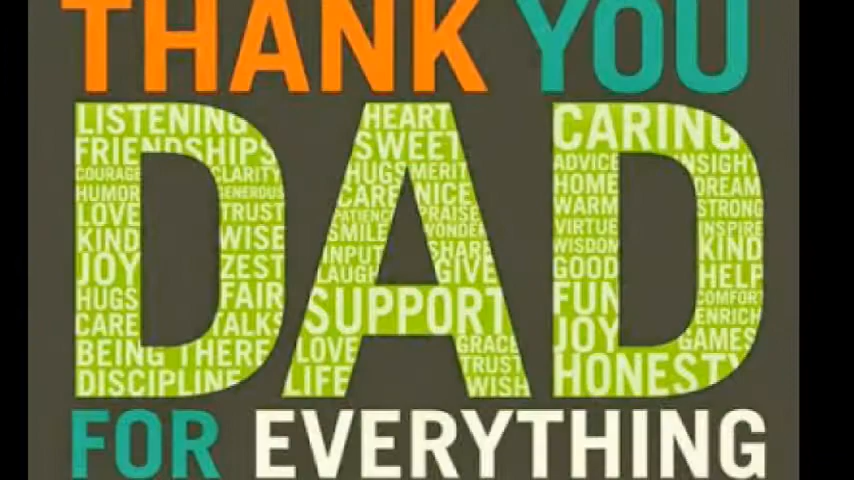 THANK YOU
LISTENING
FRIENDSHIPS
COURAGE CLARITY
HUMOR GENEROUS
LOVE TRUST
KIND WISE
JOY ZEST
HUGS FAIR
CARE TALKS
BEING THERE
DISCIPLINE
HEART
SWEET
HUGS MERIT
CARE NICE
PATIENCE PRAISE
SMILE WONDER
INPUT SHARE
LAUGH GIVE
SUPPORT
LOVE GRACE
TRUST
LIFE WISH
CARING
ADVICE INSIGHT
HOME DREAM
WARM STRONG
VIRTUE INSPIRE
WISDOM KIND
GOOD HELP
FUN COMFORT
ENRICH
JOY GAMES
HONESTY
DAD
FOR EVERYTHING